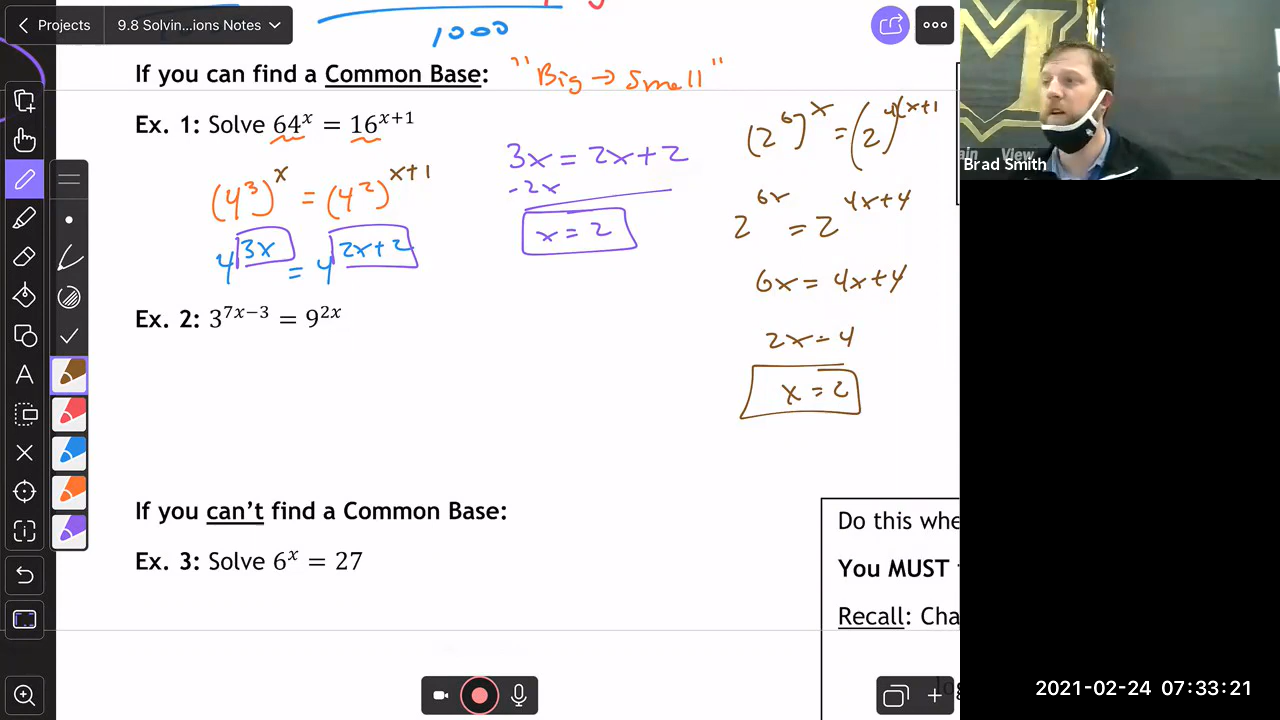 Projects
9.8 Solvin...ions Notes
1000
If you can find a Common Base: "Big → Small"
Ex. 1: Solve 64^x = 16^{x+1}
(4^3)^x = (4^2)^{x+1}
4^{3x} = 4^{2x+2}
3x = 2x+2
-2x
x = 2
(2^6)^x = (2^4)^{(x+1
2^{6x} = 2^{4x+4}
6x = 4x+4
2x = 4
x = 2
Ex. 2: 3^{7x−3} = 9^{2x}
If you can't find a Common Base:
Ex. 3: Solve 6^x = 27
Do this whe
You MUST
Recall: Cha
Brad Smith
View
2021-02-24 07:33:21